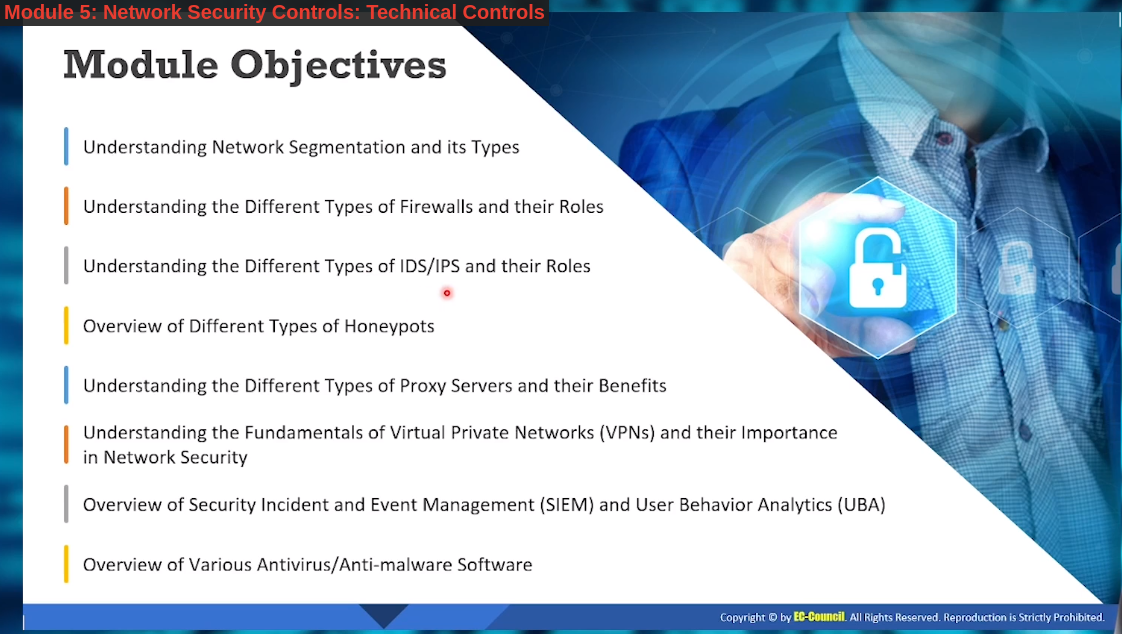 Module 5: Network Security Controls: Technical Controls
Module Objectives
Understanding Network Segmentation and its Types
Understanding the Different Types of Firewalls and their Roles
Understanding the Different Types of IDS/IPS and their Roles
Overview of Different Types of Honeypots
Understanding the Different Types of Proxy Servers and their Benefits
Understanding the Fundamentals of Virtual Private Networks (VPNs) and their Importance
in Network Security
Overview of Security Incident and Event Management (SIEM) and User Behavior Analytics (UBA)
Overview of Various Antivirus/Anti-malware Software
Copyright © by EC-Council. All Rights Reserved. Reproduction is Strictly Prohibited.